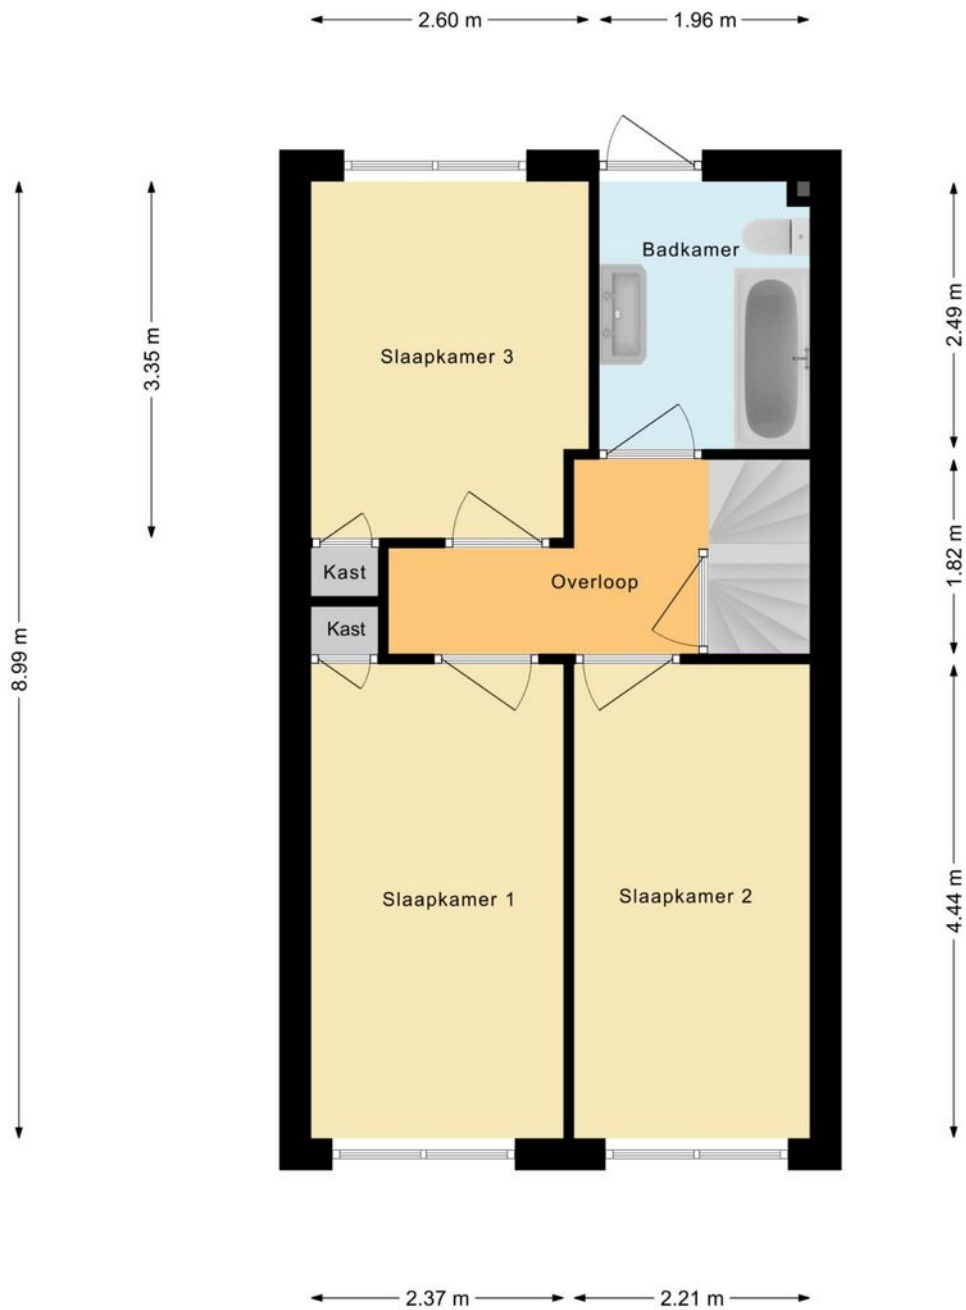 2.60 m
1.96 m
Badkamer
2.49 m
3.35 m
Slaapkamer 3
1.82 m
Kast
Overloop
Kast
8.99 m
Slaapkamer 1
Slaapkamer 2
4.44 m
2.37 m
2.21 m